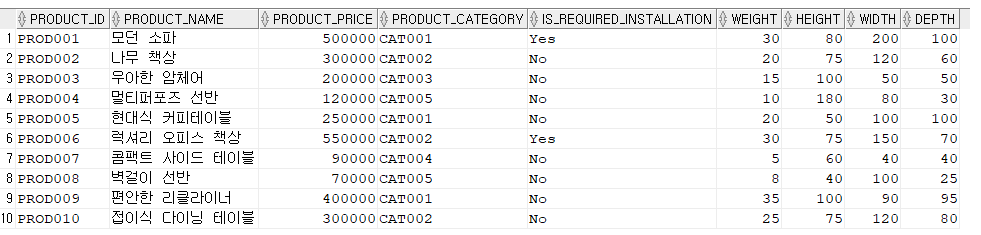 PRODUCT_ID PRODUCT_NAME PRODUCT_PRICE PRODUCT_CATEGORY IS_REQUIRED_INSTALLATION WEIGHT HEIGHT WIDTH DEPTH
1 PROD001 모던 소파 500000 CAT001 Yes 30 80 200 100
2 PROD002 나무 책상 300000 CAT002 No 20 75 120 60
3 PROD003 우아한 암체어 200000 CAT003 No 15 100 50 50
4 PROD004 멀티퍼포즈 선반 120000 CAT005 No 10 180 80 30
5 PROD005 현대식 커피테이블 250000 CAT001 No 20 50 100 100
6 PROD006 럭셔리 오피스 책상 550000 CAT002 Yes 30 75 150 70
7 PROD007 콤팩트 사이드 테이블 90000 CAT004 No 5 60 40 40
8 PROD008 벽걸이 선반 70000 CAT005 No 8 40 100 25
9 PROD009 편안한 리클라이너 400000 CAT001 No 35 100 90 95
10 PROD010 접이식 다이닝 테이블 300000 CAT002 No 25 75 120 80